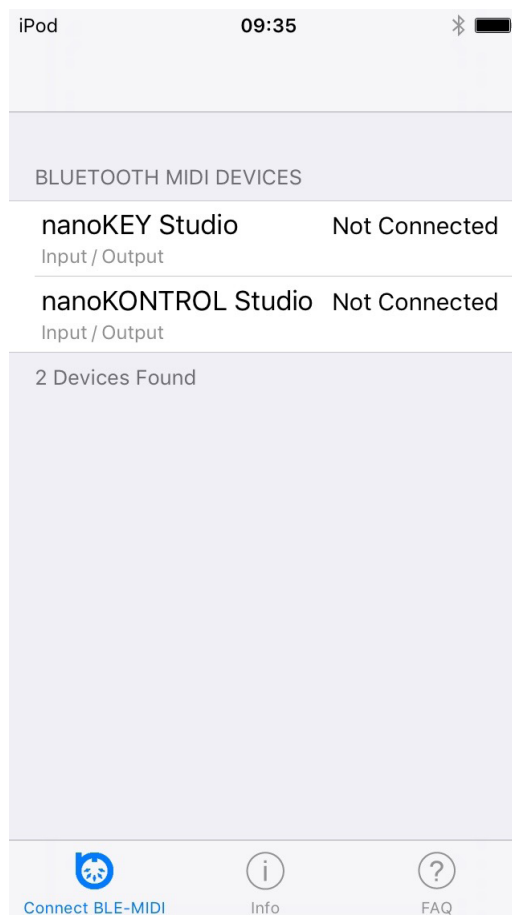 iPod 09:35
BLUETOOTH MIDI DEVICES
nanoKEY Studio Not Connected
Input / Output
nanoKONTROL Studio Not Connected
Input / Output
2 Devices Found
Connect BLE-MIDI Info FAQ